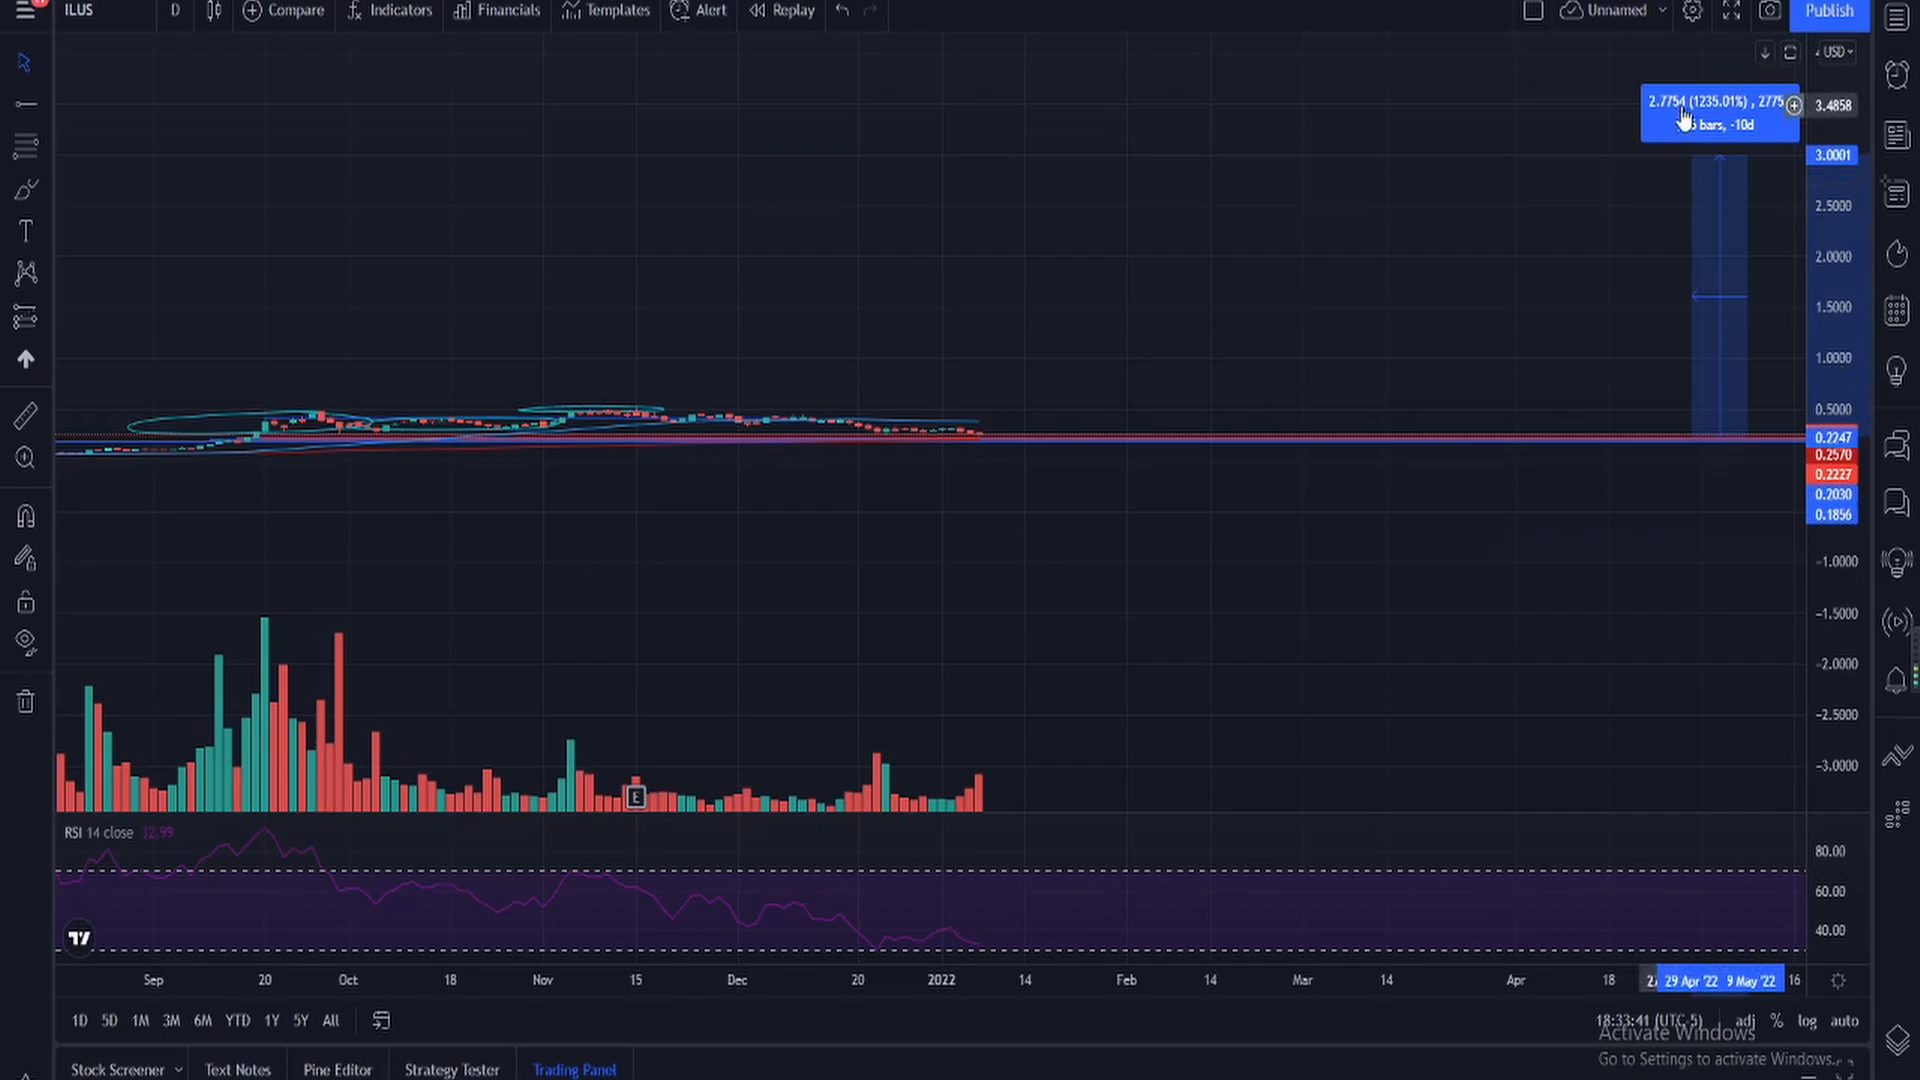 ILUS D Compare Indicators Financials Templates Alert Replay Unnamed Publish
USD
2.7754 (1235.01%) , 2775
bars, -10d
3.4858
3.0001
2.5000
2.0000
1.5000
1.0000
0.5000
0.2247
0.2570
0.2227
0.2030
0.1856
−1.0000
−1.5000
−2.0000
−2.5000
−3.0000
E
RSI 14 close 32.99
80.00
60.00
40.00
Sep 20 Oct 18 Nov 15 Dec 20 2022 14 Feb 14 Mar 14 Apr 18 29 Apr '22 9 May '22 16
1D 5D 1M 3M 6M YTD 1Y 5Y All
18:33:41 (UTC-5) adj % log auto
Activate Windows
Go to Settings to activate Windows.
Stock Screener Text Notes Pine Editor Strategy Tester Trading Panel